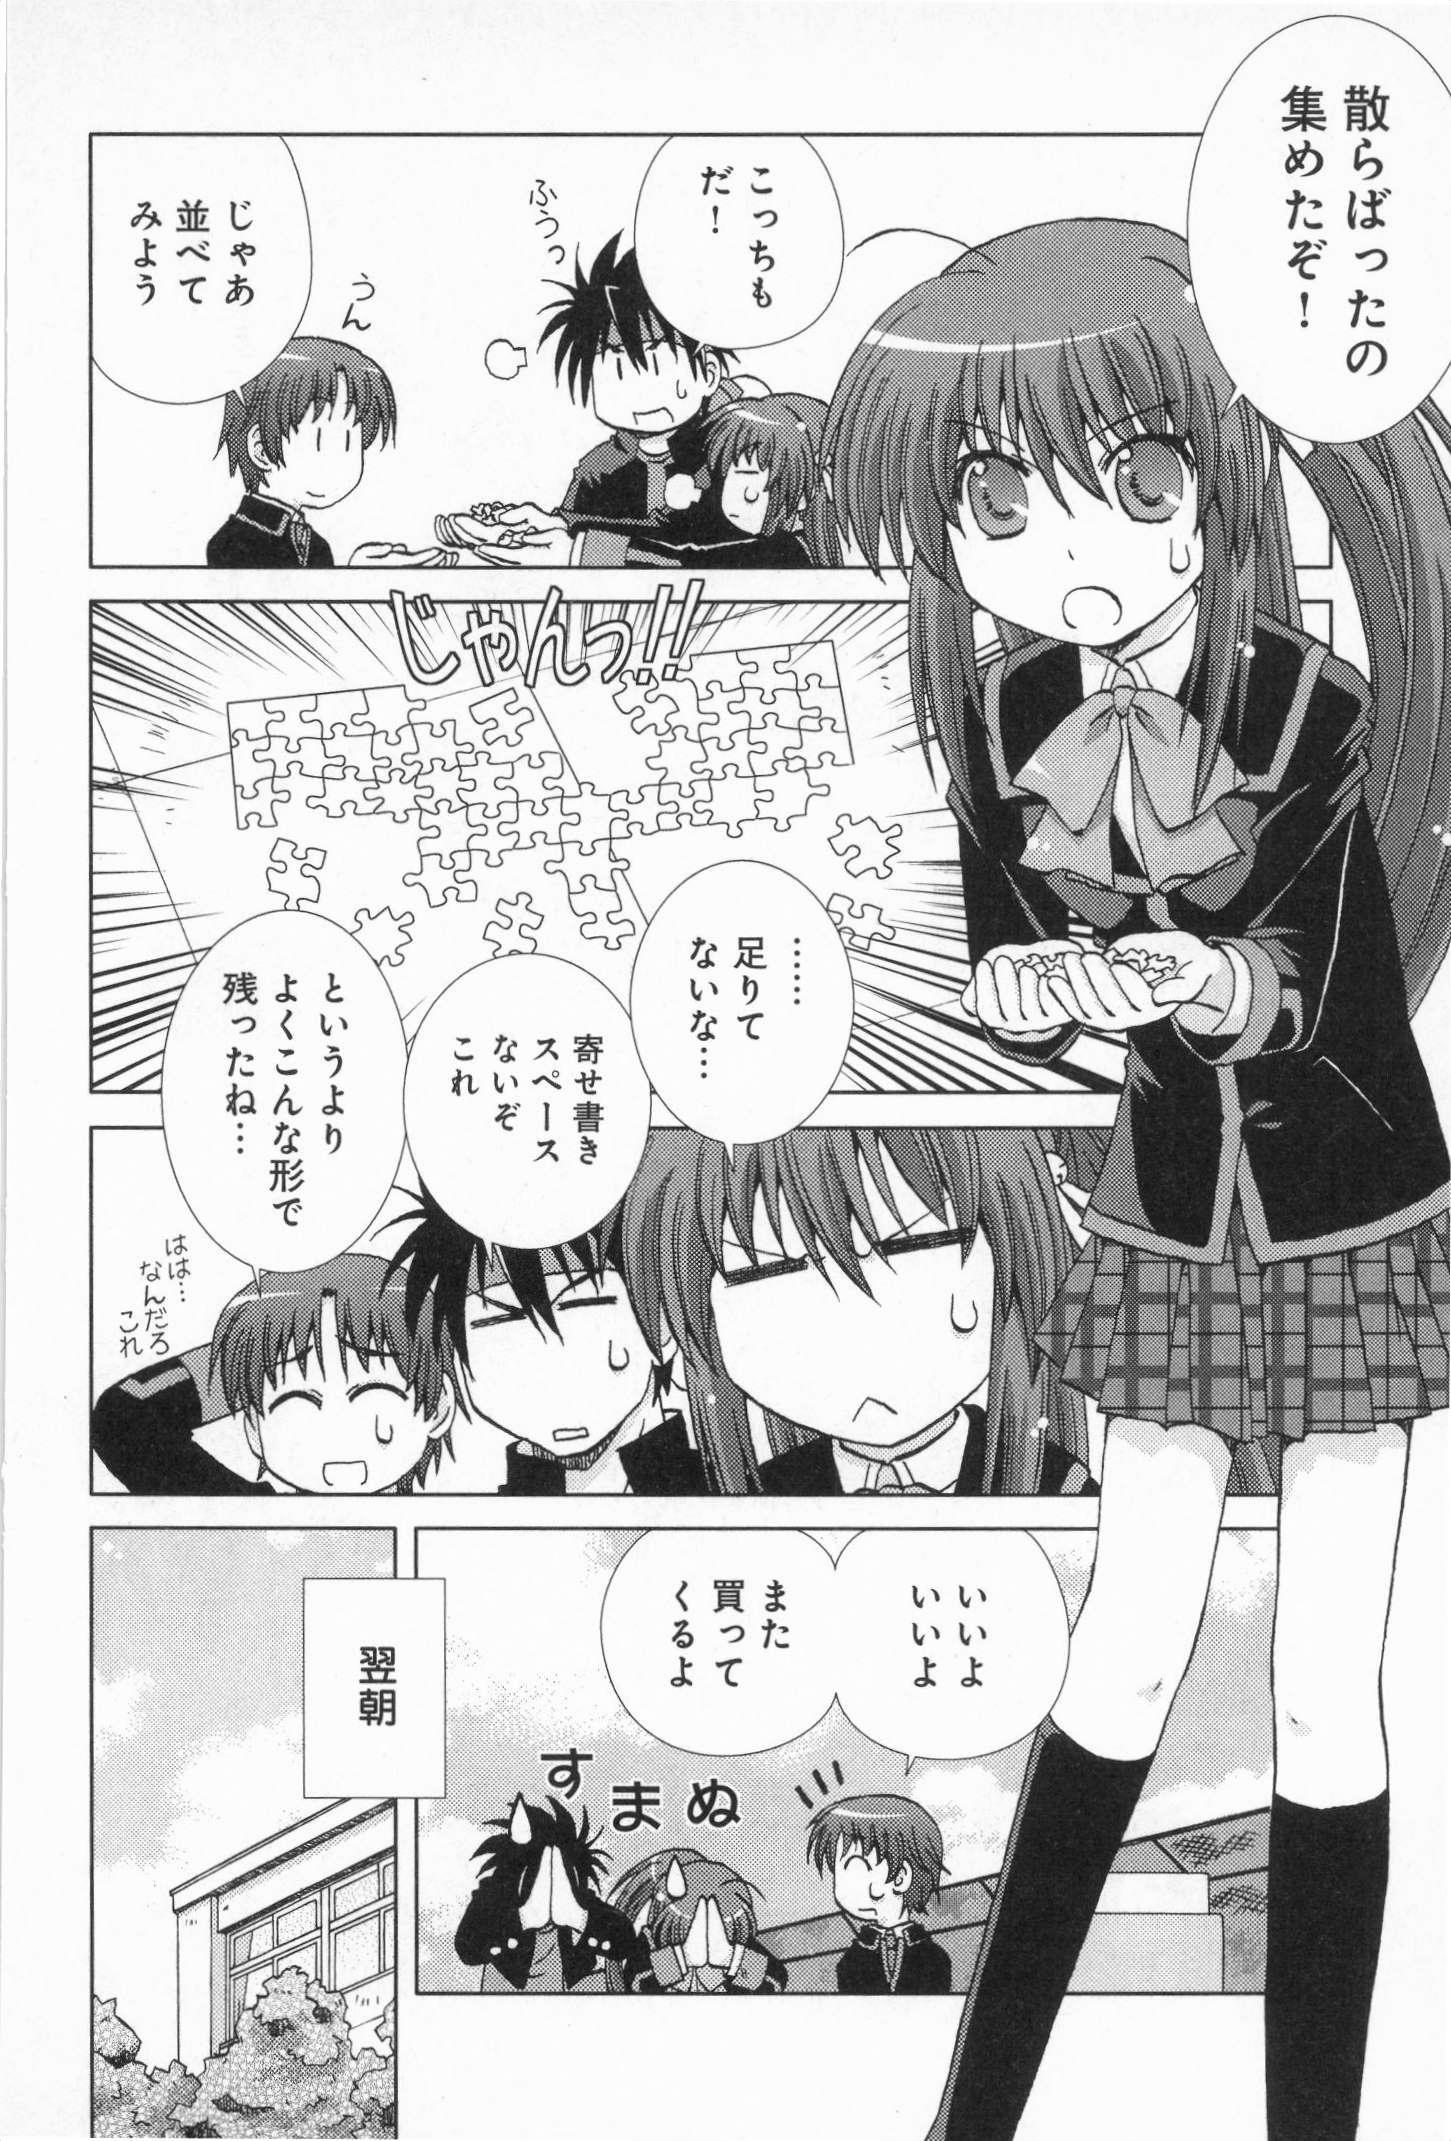 散らばったの
集めたぞ！
こっちも
だ！
ふうっ
うん
じゃあ
並べて
みよう
じゃんっ!!
……
足りて
ないな…
寄せ書き
スペース
ないぞ
これ
というより
よくこんな形で
残ったね…
はは…
なんだろ
これ
いいよ
いいよ
また
買って
くるよ
すまぬ
翌朝